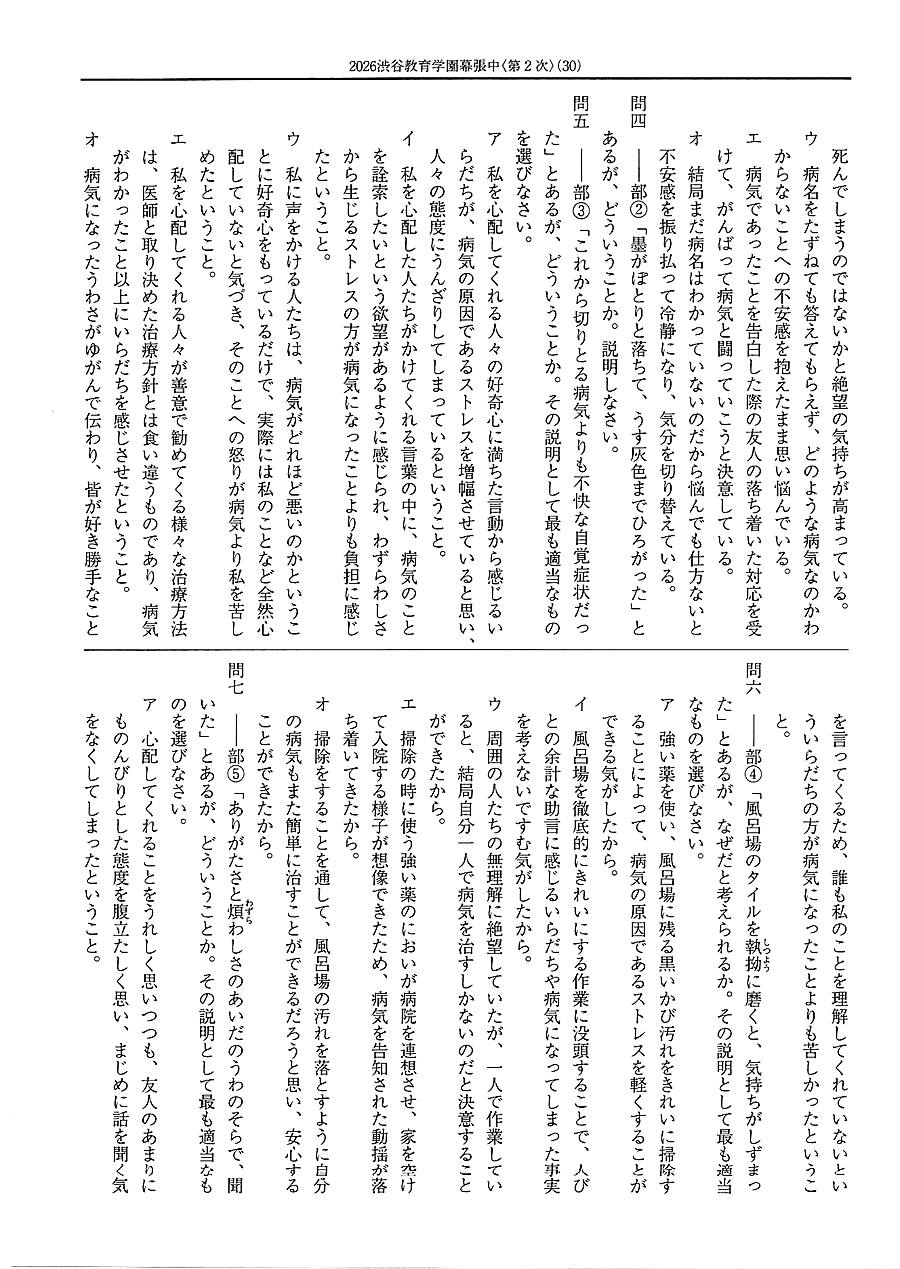 2026渋谷教育学園幕張中〈第2次〉(30)
死んでしまうのではないかと絶望の気持ちが高まっている。
ウ 病名をたずねても答えてもらえず、どのような病気なのかわ
からないことへの不安感を抱えたまま思い悩んでいる。
エ 病気であったことを告白した際の友人の落ち着いた対応を受
けて、がんばって病気と闘っていこうと決意している。
オ 結局まだ病名はわかっていないのだから悩んでも仕方ないと
不安感を振り払って冷静になり、気分を切り替えている。
問四 ――部②「墨がぽとりと落ちて、うす灰色までひろがった」と
あるが、どういうことか。説明しなさい。
問五 ――部③「これから切りとる病気よりも不快な自覚症状だっ
た」とあるが、どういうことか。その説明として最も適当なもの
を選びなさい。
ア 私を心配してくれる人々の好奇心に満ちた言動から感じるい
らだちが、病気の原因であるストレスを増幅させていると思い、
人々の態度にうんざりしてしまっているということ。
イ 私を心配した人たちがかけてくれる言葉の中に、病気のこと
を詮索したいという欲望があるように感じられ、わずらわしさ
から生じるストレスの方が病気になったことよりも負担に感じ
たということ。
ウ 私に声をかける人たちは、病気がどれほど悪いのかというこ
とに好奇心をもっているだけで、実際には私のことなど全然心
配していないと気づき、そのことへの怒りが病気より私を苦し
めたということ。
エ 私を心配してくれる人々が善意で勧めてくる様々な治療方法
は、医師と取り決めた治療方針とは食い違うものであり、病気
がわかったこと以上にいらだちを感じさせたということ。
オ 病気になったうわさがゆがんで伝わり、皆が好き勝手なこと
を言ってくるため、誰も私のことを理解してくれていないとい
ういらだちの方が病気になったことよりも苦しかったというこ
と。
問六 ――部④「風呂場のタイルを執拗に磨くと、気持ちがしずまっ
た」とあるが、なぜだと考えられるか。その説明として最も適当
なものを選びなさい。
ア 強い薬を使い、風呂場に残る黒いかび汚れをきれいに掃除す
ることによって、病気の原因であるストレスを軽くすることが
できる気がしたから。
イ 風呂場を徹底的にきれいにする作業に没頭することで、人び
との余計な助言に感じるいらだちや病気になってしまった事実
を考えないですむ気がしたから。
ウ 周囲の人たちの無理解に絶望していたが、一人で作業してい
ると、結局自分一人で病気を治すしかないのだと決意すること
ができたから。
エ 掃除の時に使う強い薬のにおいが病院を連想させ、家を空け
て入院する様子が想像できたため、病気を告知された動揺が落
ち着いてきたから。
オ 掃除をすることを通して、風呂場の汚れを落とすように自分
の病気もまた簡単に治すことができるだろうと思い、安心する
ことができたから。
問七 ――部⑤「ありがたさと煩わしさのあいだのうわのそらで、聞
いた」とあるが、どういうことか。その説明として最も適当なも
のを選びなさい。
ア 心配してくれることをうれしく思いつつも、友人のあまりに
ものんびりとした態度を腹立たしく思い、まじめに話を聞く気
をなくしてしまったということ。